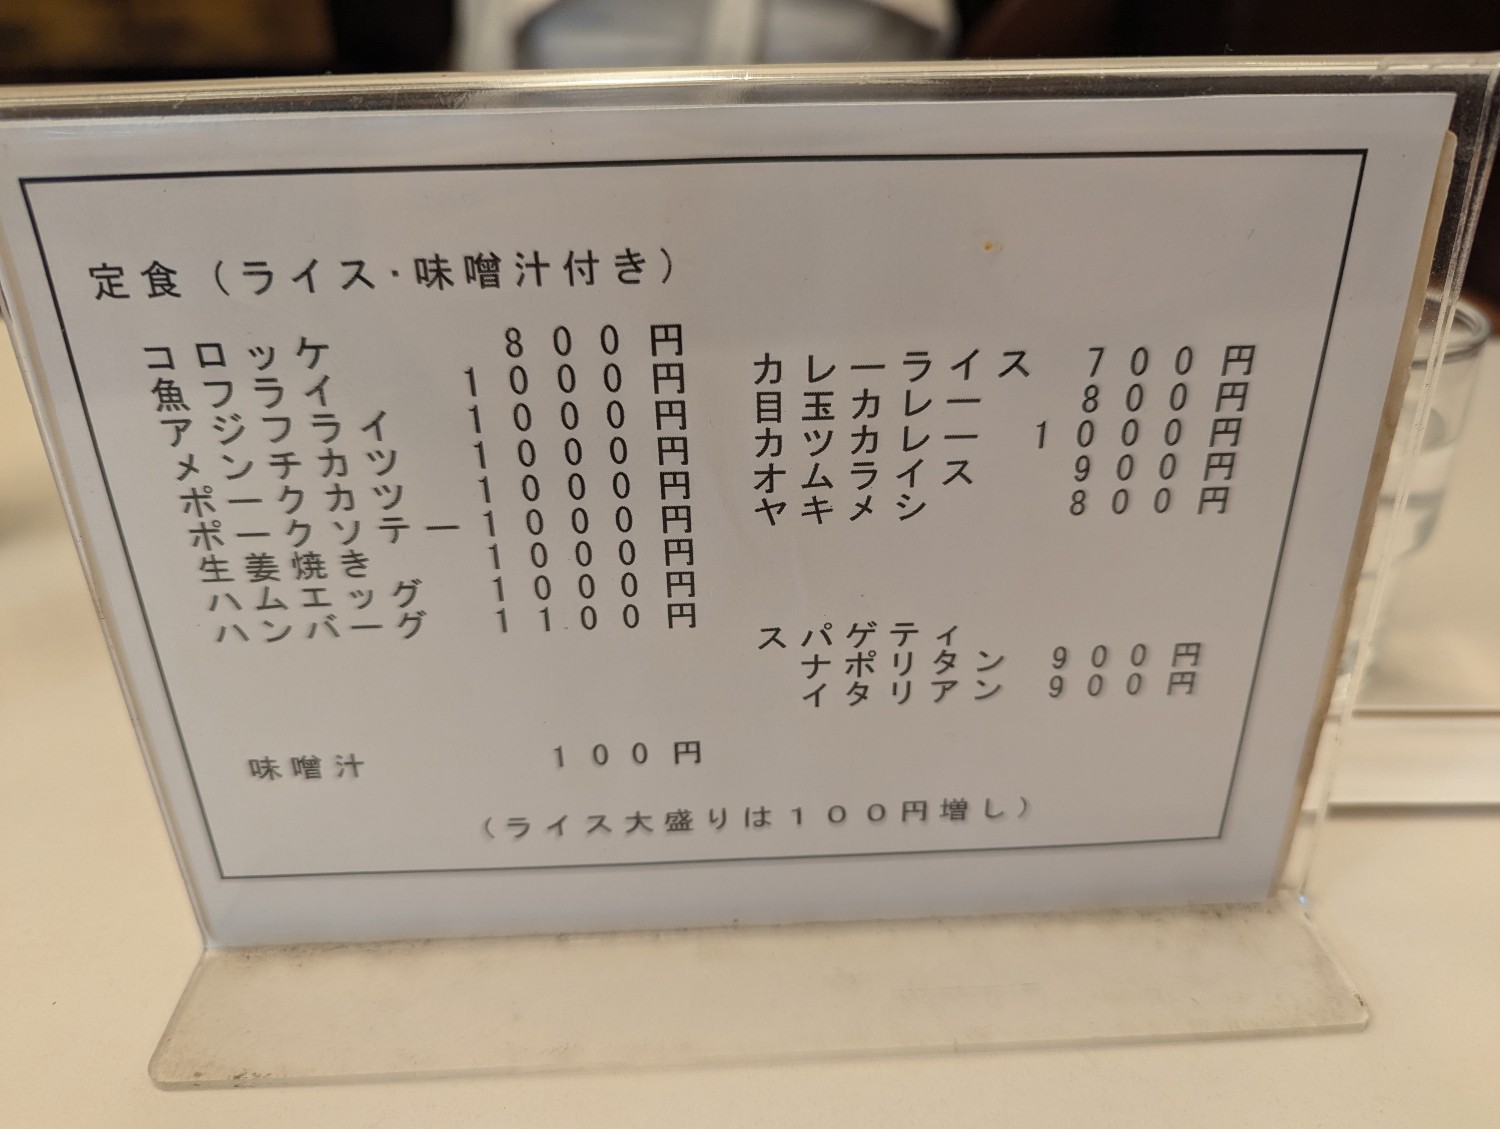 定食(ライス・味噌汁付き)
コロッケ 800円
魚フライ 1000円
アジフライ 1000円
メンチカツ 1000円
ポークカツ 1000円
ポークソテー 1000円
生姜焼き 1000円
ハムエッグ 1000円
ハンバーグ 1100円
味噌汁 100円
カレーライス 700円
目玉カレー 800円
カツカレー 1000円
オムライス 900円
ヤキメシ 800円
スパゲティ
ナポリタン 900円
イタリアン 900円
(ライス大盛りは100円増し)